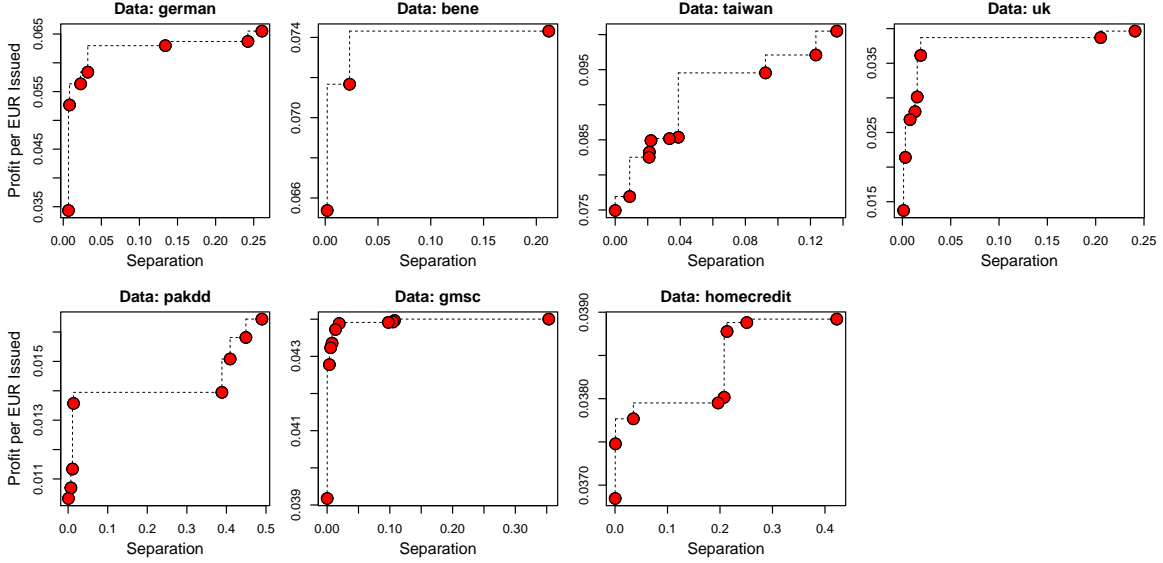 Data: german
Data: bene
Data: taiwan
Data: uk
Profit per EUR Issued
0.035 0.045 0.055 0.065
0.066 0.070 0.074
0.075 0.085 0.095
0.015 0.025 0.035
0.00 0.05 0.10 0.15 0.20 0.25
0.00 0.05 0.10 0.15 0.20
0.00 0.04 0.08 0.12
0.00 0.05 0.10 0.15 0.20 0.25
Separation
Separation
Separation
Separation
Data: pakdd
Data: gmsc
Data: homecredit
Profit per EUR Issued
0.011 0.013 0.015
0.039 0.041 0.043
0.0370 0.0380 0.0390
0.0 0.1 0.2 0.3 0.4 0.5
0.00 0.10 0.20 0.30
0.0 0.1 0.2 0.3 0.4
Separation
Separation
Separation